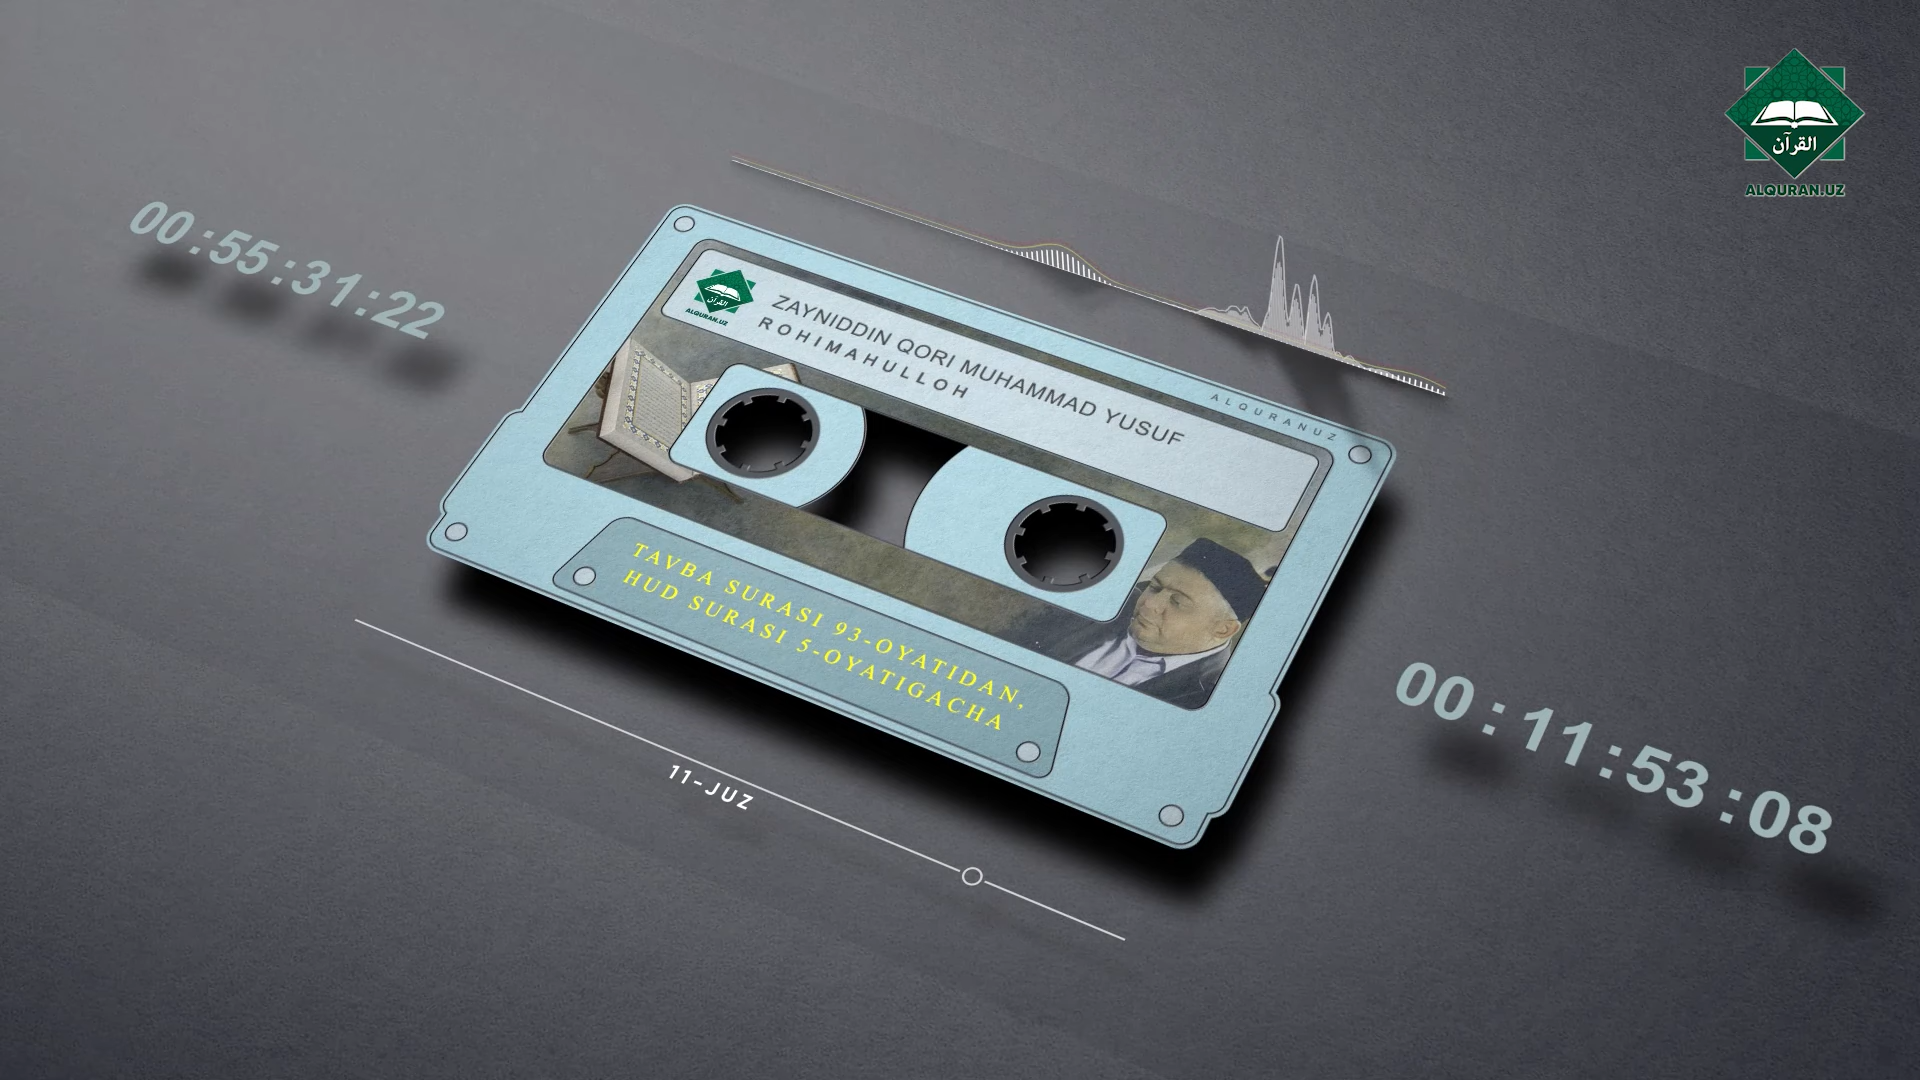 القرآن
ALQURAN.UZ
00:55:31:22
القرآن
ALQURAN.UZ
ZAYNIDDIN QORI MUHAMMAD YUSUF
ROHIMAHULLOH
ALQURANUZ
TAVBA SURASI 93-OYATIDAN,
HUD SURASI 5-OYATIGACHA
00:11:53:08
11-JUZ